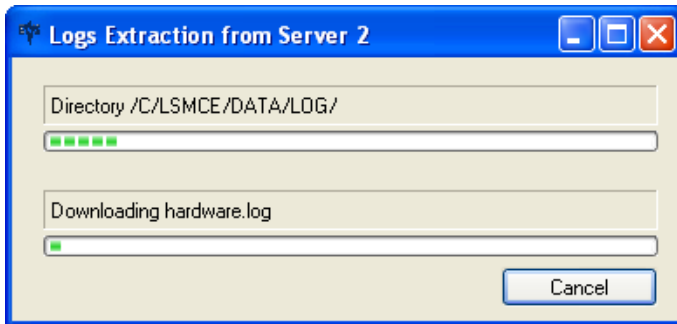 Logs Extraction from Server 2
Directory /C/LSMCE/DATA/LOG/
Downloading hardware.log
Cancel